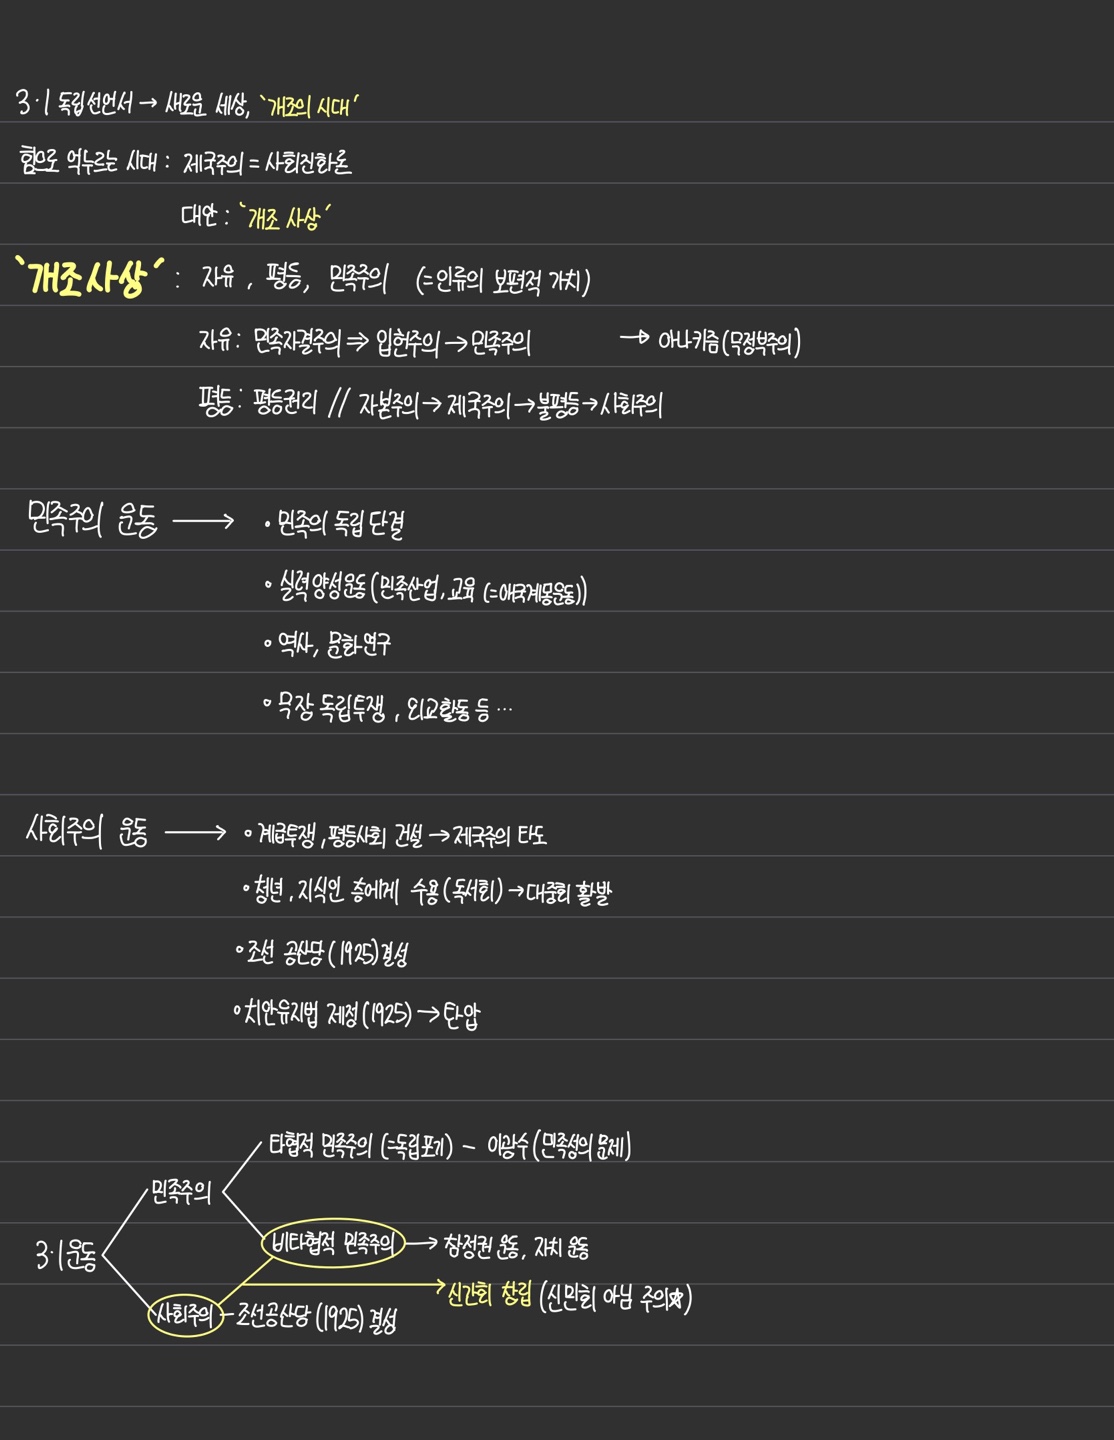 3·1 독립선언서 → 새로운 세상, `개조의 시대´
힘으로 억누르는 시대 : 제국주의 = 사회진화론
대안 : `개조 사상´
`개조사상´ : 자유, 평등, 민족주의 (=인류의 보편적 가치)
자유 : 민족자결주의 ⇒ 입헌주의 → 민족주의 → 아나키즘(무정부주의)
평등 : 평등권리 // 자본주의 → 제국주의 → 불평등 → 사회주의
민족주의 운동 → • 민족의 독립 단결
• 실력양성운동(민족산업, 교육 (=애국계몽운동))
• 역사, 문화연구
• 무장 독립투쟁, 외교활동 등 …
사회주의 운동 → • 계급투쟁, 평등사회 건설 → 제국주의 타도
• 청년, 지식인 층에게 수용(독서회) → 대중회 활발
• 조선 공산당(1925)결성
• 치안유지법 제정(1925) → 탄압
타협적 민족주의 (=독립포기) - 이광수(민족성의 문제)
민족주의
비타협적 민족주의 → 참정권 운동, 자치 운동
3·1운동
신간회 창립 (신민회 아님 주의☆)
사회주의 - 조선공산당(1925) 결성